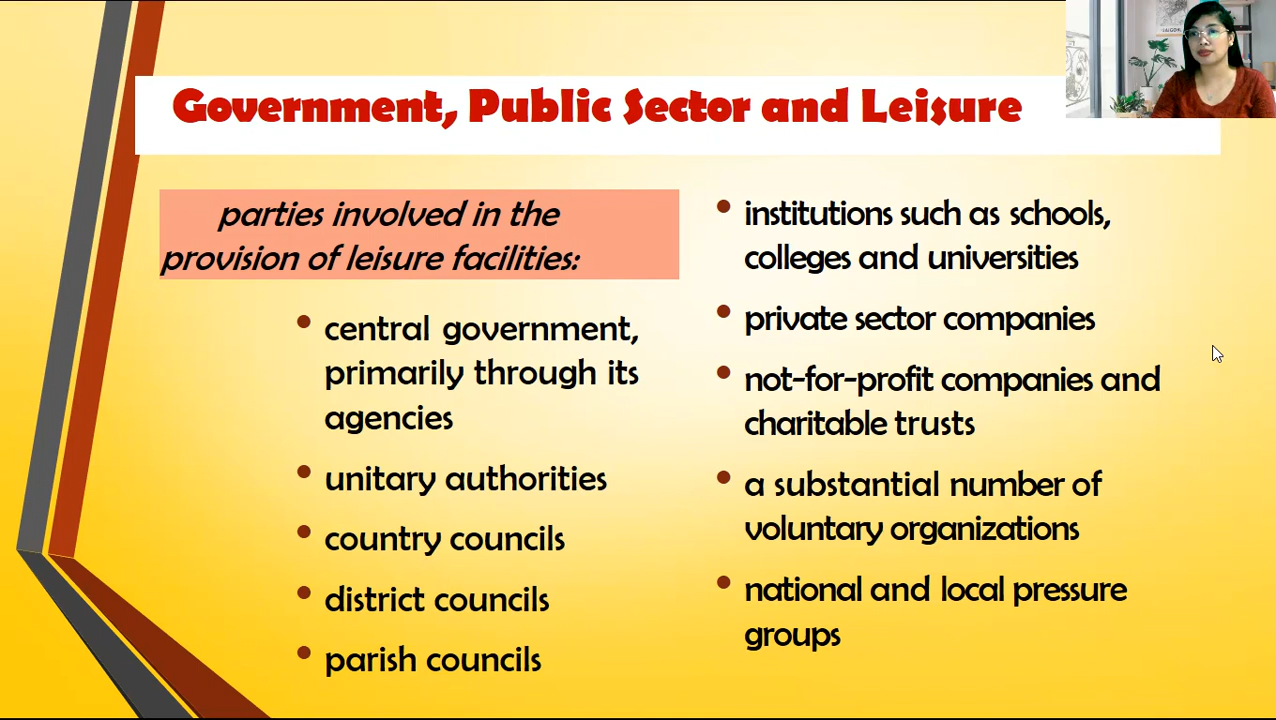 Government, Public Sector and Leisure
parties involved in the
provision of leisure facilities:
• central government,
primarily through its
agencies
• unitary authorities
• country councils
• district councils
• parish councils
• institutions such as schools,
colleges and universities
• private sector companies
• not-for-profit companies and
charitable trusts
• a substantial number of
voluntary organizations
• national and local pressure
groups